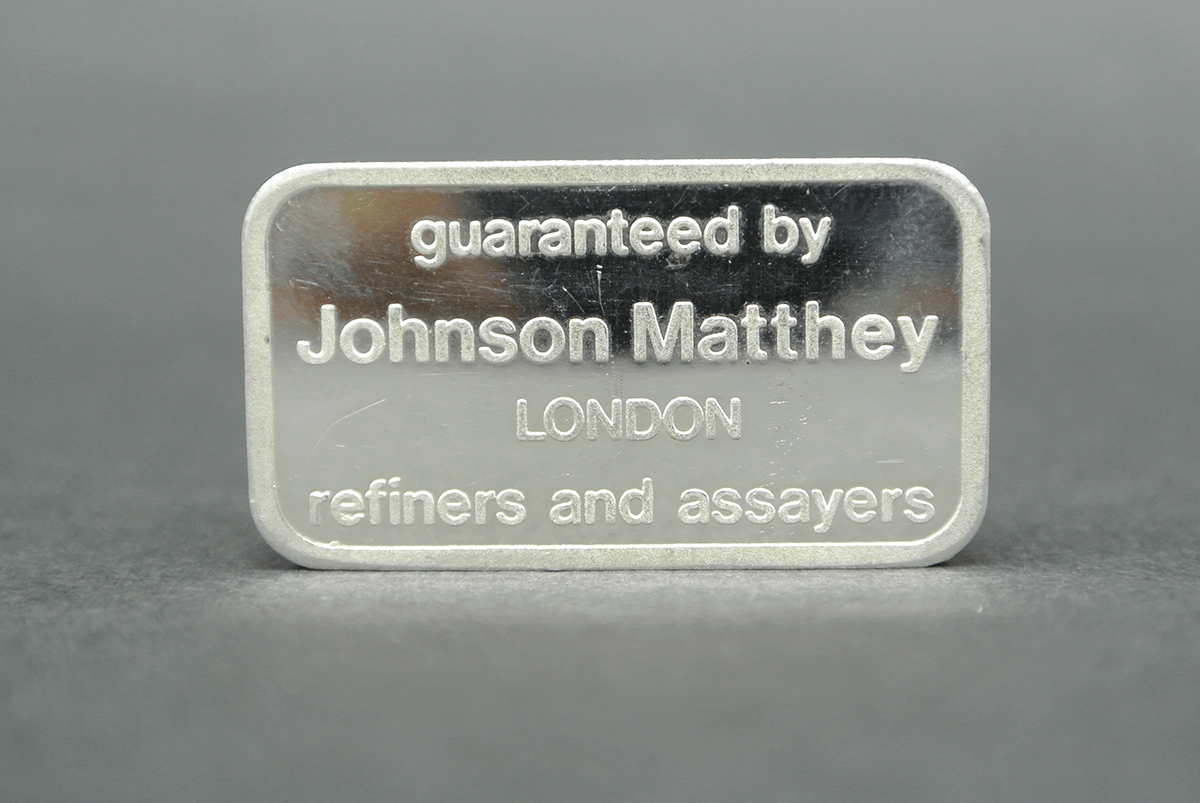 guaranteed by
Johnson Matthey
LONDON
refiners and assayers